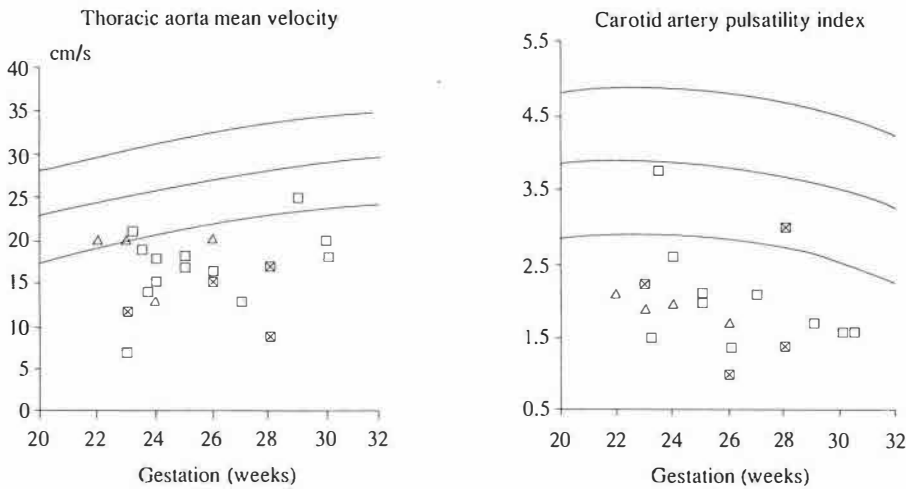 Thoracic aorta mean velocity
cm/s
40
35
30
25
20
15
10
5
0
20 22 24 26 28 30 32
Gestation (weeks)
Carotid artery pulsatility index
5.5
4.5
3.5
2.5
1.5
0.5
20 22 24 26 28 30 32
Gestation (weeks)